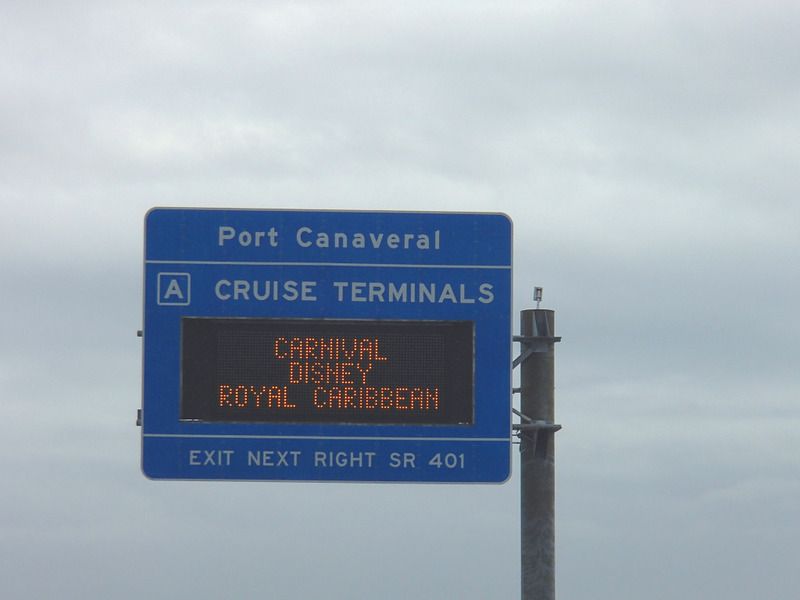 Port Canaveral
A CRUISE TERMINALS
CARNIVAL
DISNEY
ROYAL CARIBBEAN
EXIT NEXT RIGHT SR 401